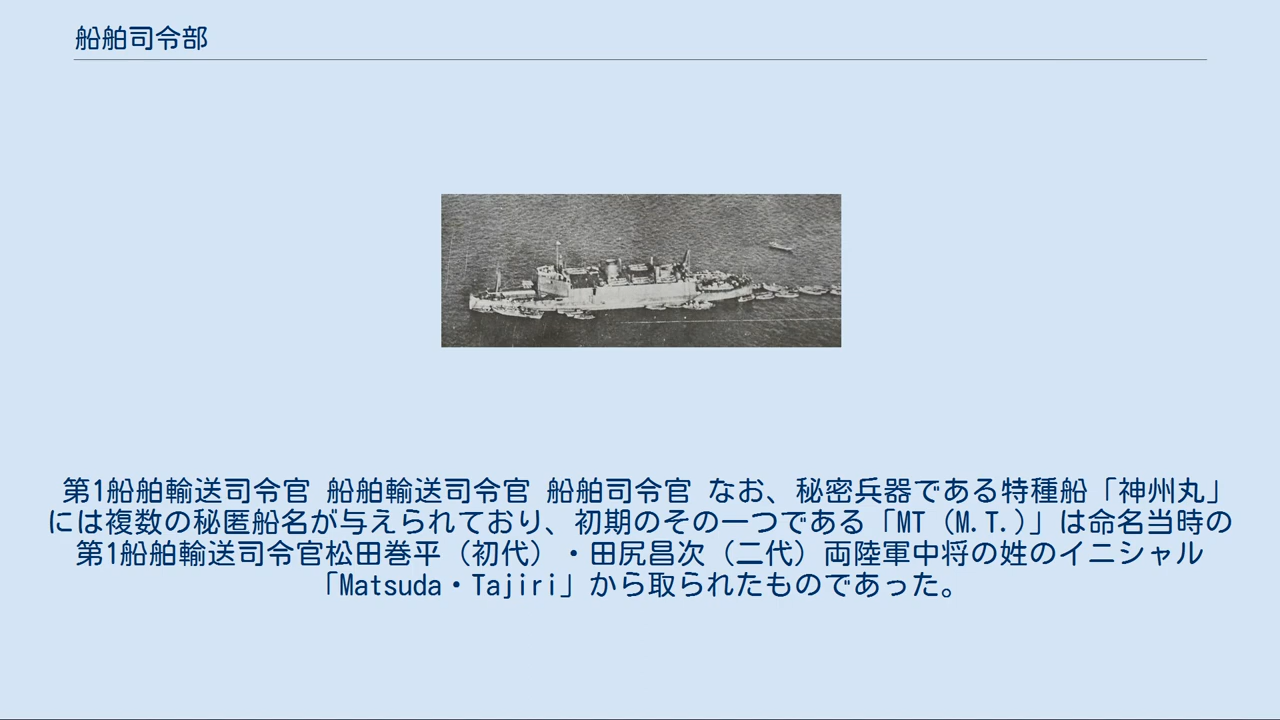 船舶司令部
第1船舶輸送司令官 船舶輸送司令官 船舶司令官 なお、秘密兵器である特種船「神州丸」
には複数の秘匿船名が与えられており、初期のその一つである「MT（M.T.）」は命名当時の
第1船舶輸送司令官松田巻平（初代）・田尻昌次（二代）両陸軍中将の姓のイニシャル
「Matsuda・Tajiri」から取られたものであった。